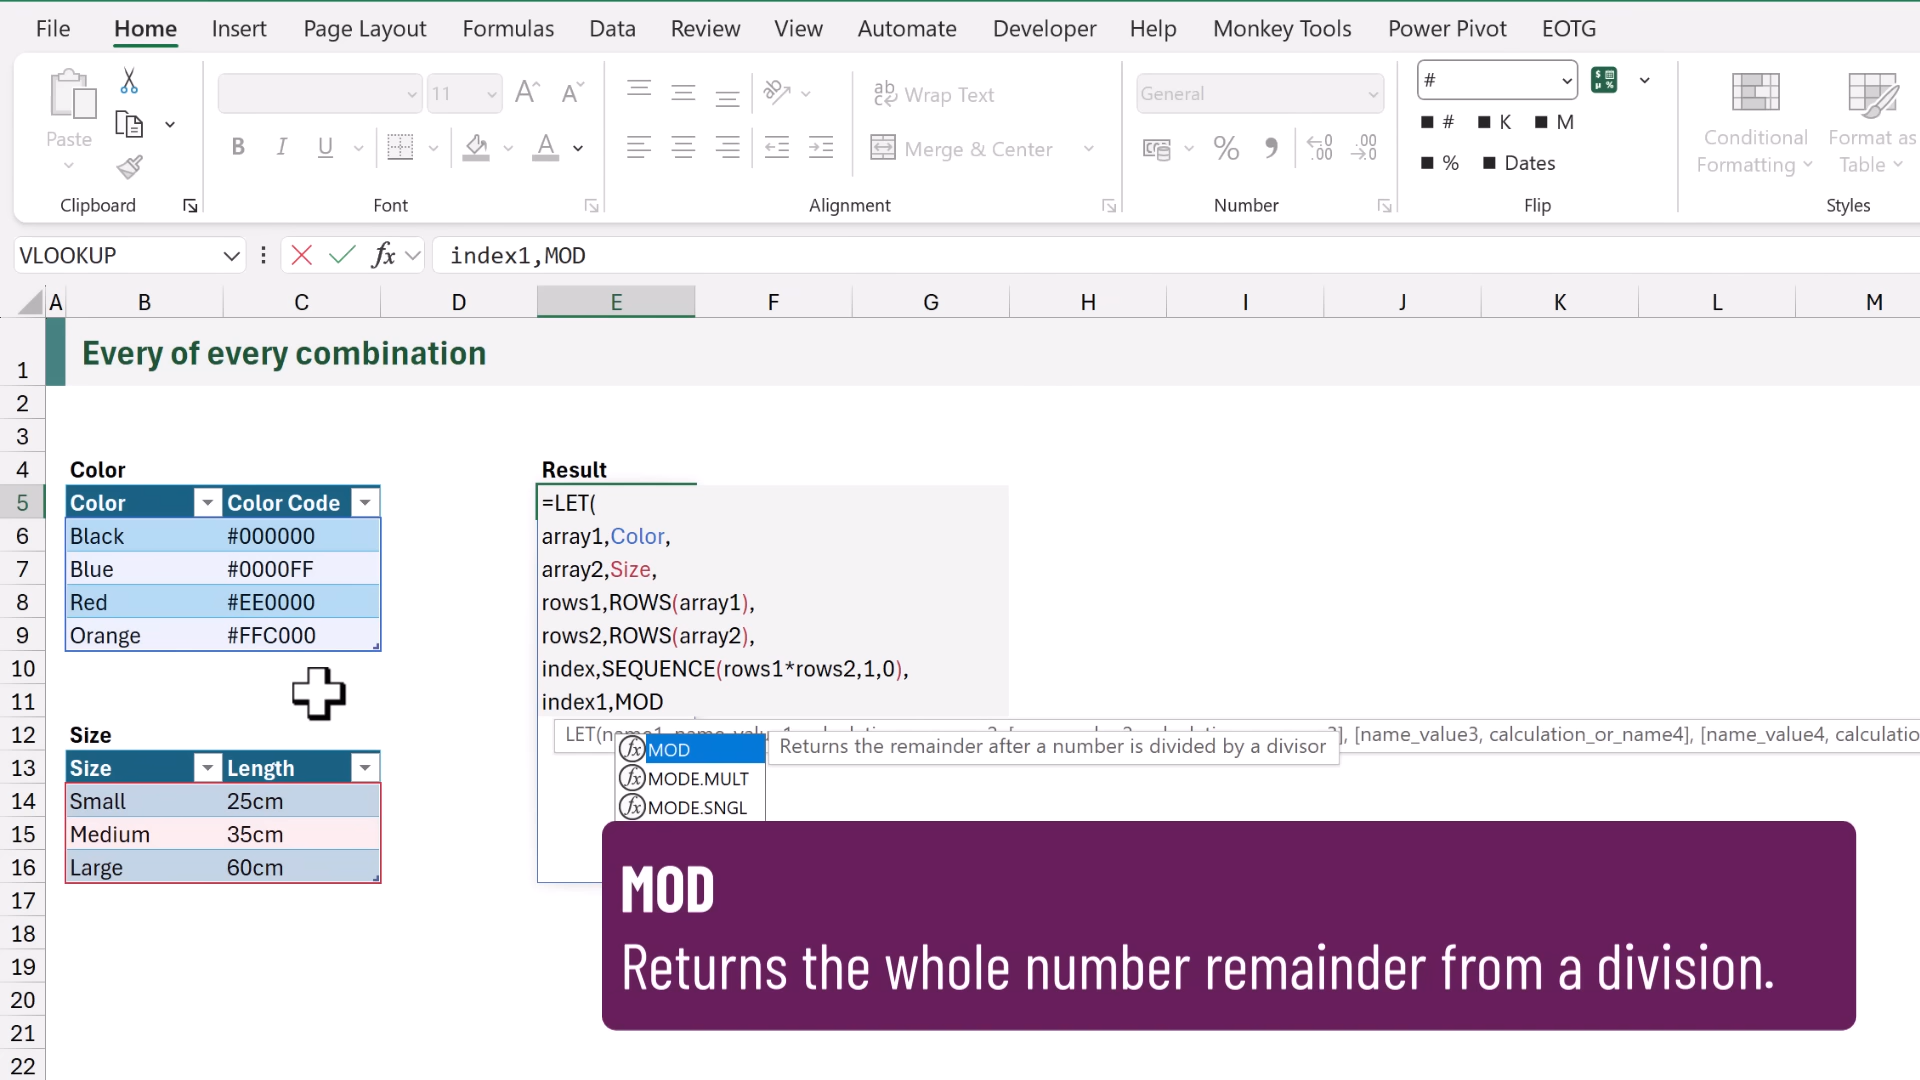 File Home Insert Page Layout Formulas Data Review View Automate Developer Help Monkey Tools Power Pivot EOTG
Paste
Clipboard
11
B I U
Font
Wrap Text
Merge & Center
Alignment
General
Number
#
# K M
% Dates
Flip
Conditional Formatting
Format as Table
Styles
VLOOKUP
fx
index1,MOD
A B C D E F G H I J K L M
1 Every of every combination
2
3
4 Color Result
5 Color Color Code =LET(
6 Black #000000 array1,Color,
7 Blue #0000FF array2,Size,
8 Red #EE0000 rows1,ROWS(array1),
9 Orange #FFC000 rows2,ROWS(array2),
10 index,SEQUENCE(rows1*rows2,1,0),
11 index1,MOD
12 Size LET( ], [name_value3, calculation_or_name4], [name_value4,
MOD Returns the remainder after a number is divided by a divisor
13 Size Length MODE.MULT
14 Small 25cm MODE.SNGL
15 Medium 35cm
16 Large 60cm
17
18
19
20
21
22
MOD
Returns the whole number remainder from a division.